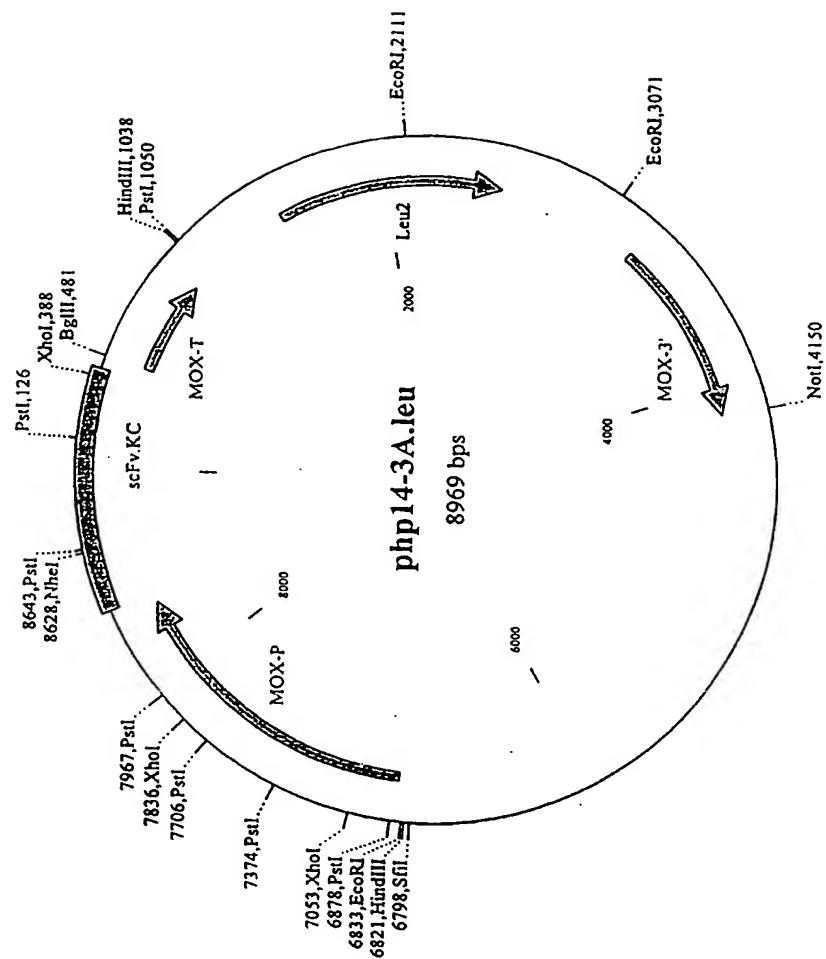 php14-3A.leu
8969 bps
PstI,126
XhoI,388
BglII,481
HindIII,1038
PstI,1050
EcoRI,2111
EcoRI,3071
NotI,4150
6798,SfiI
6821,HindIII
6833,EcoRI
6878,PstI
7053,XhoI
7374,PstI
7706,PstI
7836,XhoI
7967,PstI
8628,NheI
8643,PstI
scFv.KC
MOX-T
Leu2
MOX-3'
MOX-P
2000
4000
6000
8000